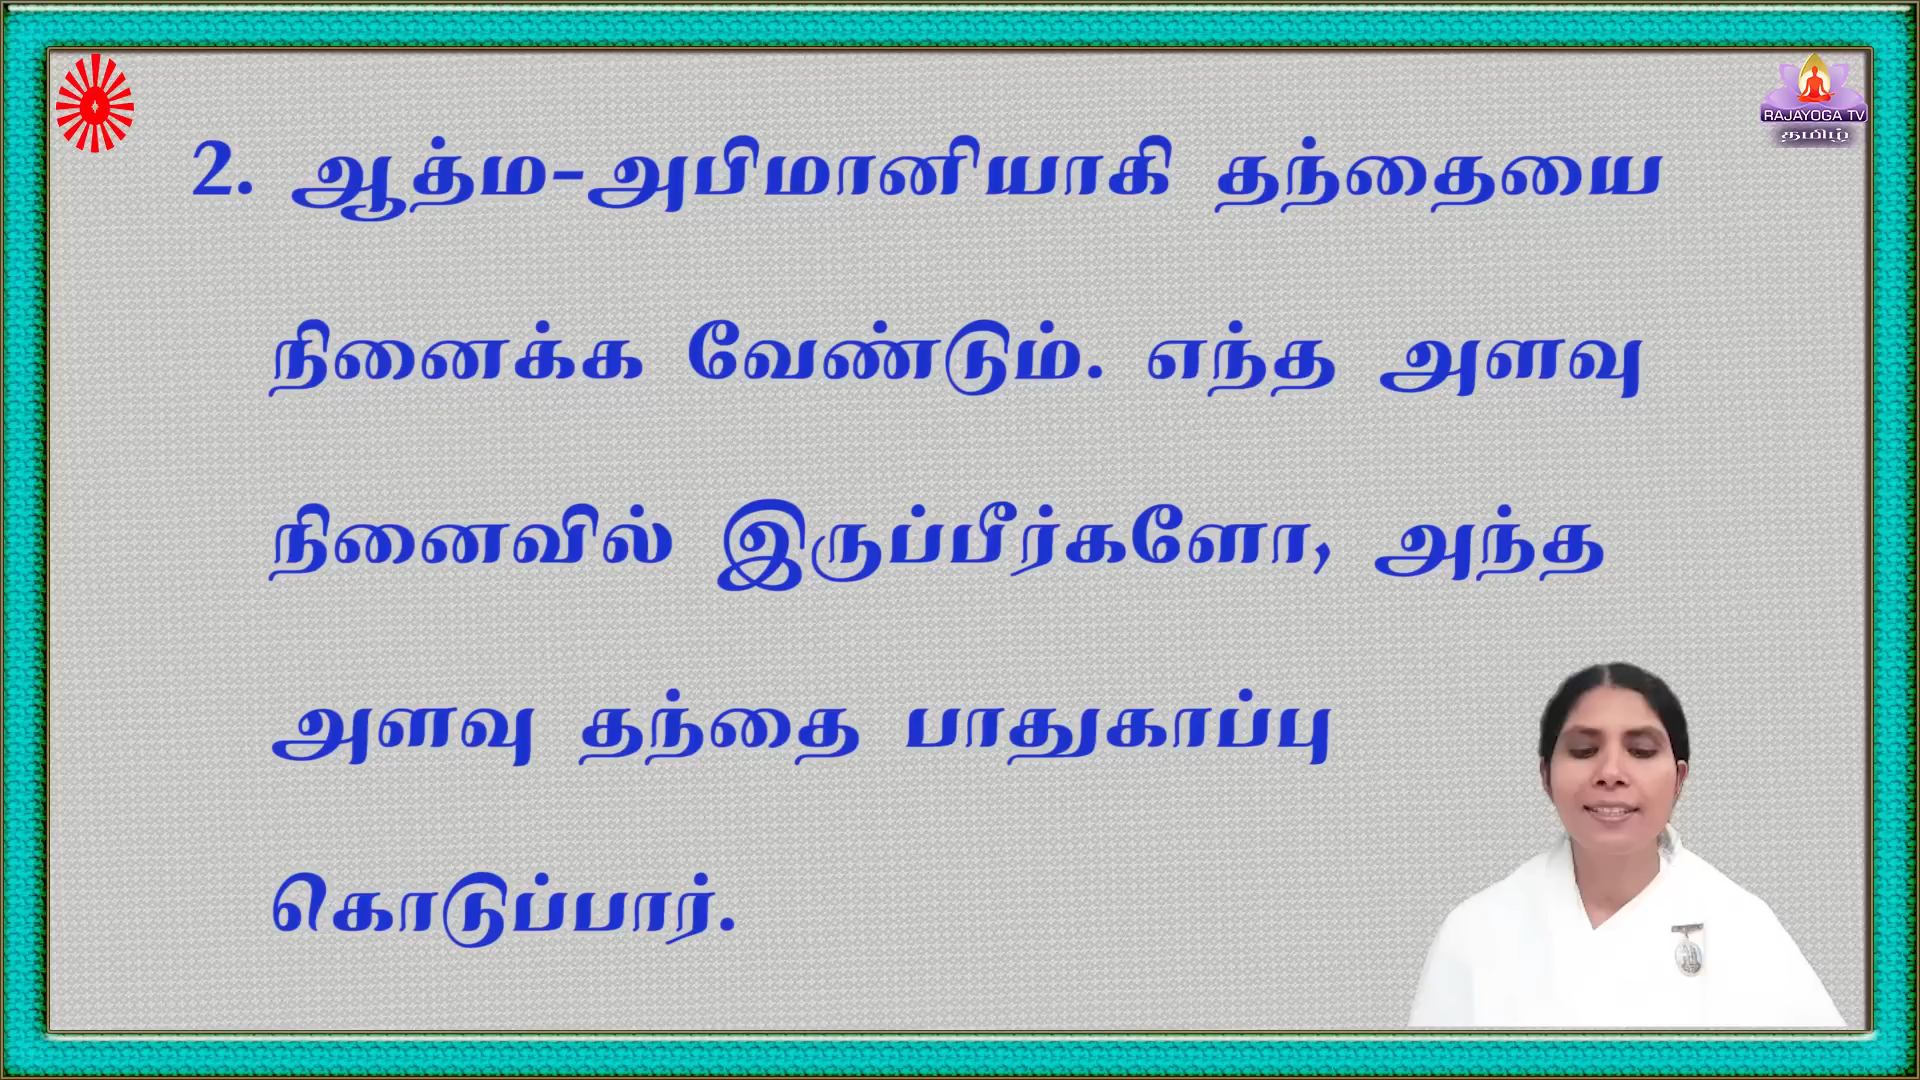 RAJAYOGA TV
தமிழ்
2. ஆத்ம-அபிமானியாகி தந்தையை
நினைக்க வேண்டும். எந்த அளவு
நினைவில் இருப்பீர்களோ, அந்த
அளவு தந்தை பாதுகாப்பு
கொடுப்பார்.